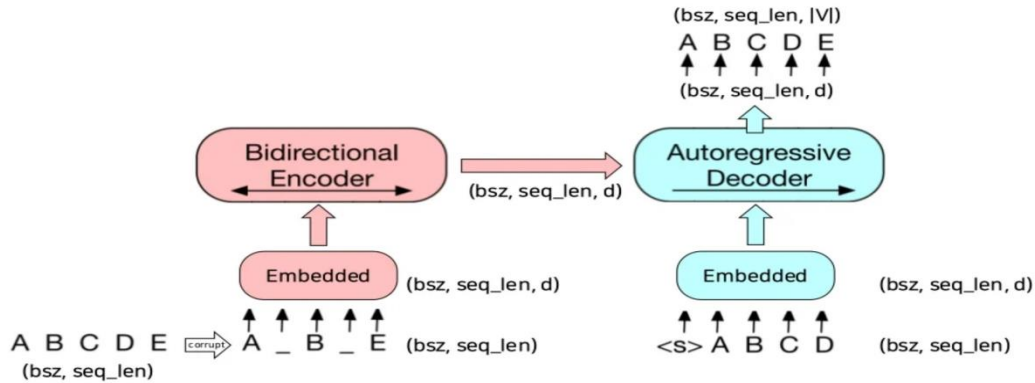 (bsz, seq_len, |V|)
A B C D E
(bsz, seq_len, d)
Bidirectional
Encoder
(bsz, seq_len, d)
Autoregressive
Decoder
Embedded
(bsz, seq_len, d)
Embedded
(bsz, seq_len, d)
A B C D E
corrupt
A _ B _ E
(bsz, seq_len)
<s> A B C D
(bsz, seq_len)
(bsz, seq_len)